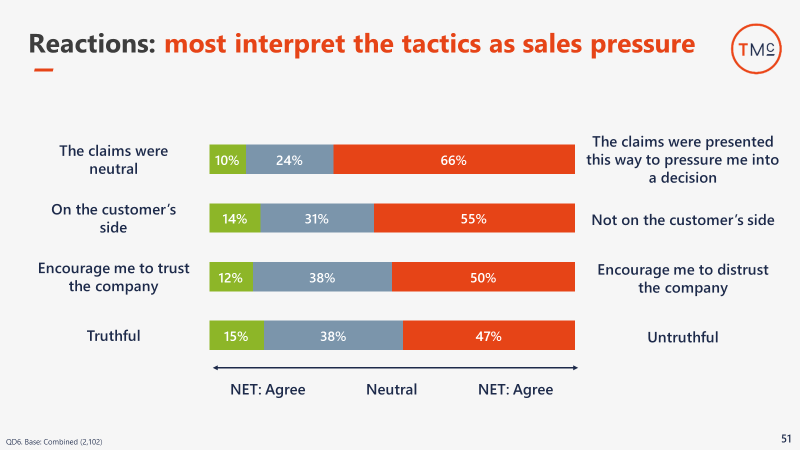 Reactions: most interpret the tactics as sales pressure
TMC
The claims were
neutral
10%
24%
66%
The claims were presented
this way to pressure me into
a decision
On the customer’s
side
14%
31%
55%
Not on the customer’s side
Encourage me to trust
the company
12%
38%
50%
Encourage me to distrust
the company
Truthful
15%
38%
47%
Untruthful
NET: Agree
Neutral
NET: Agree
QD6. Base: Combined (2,102)
51